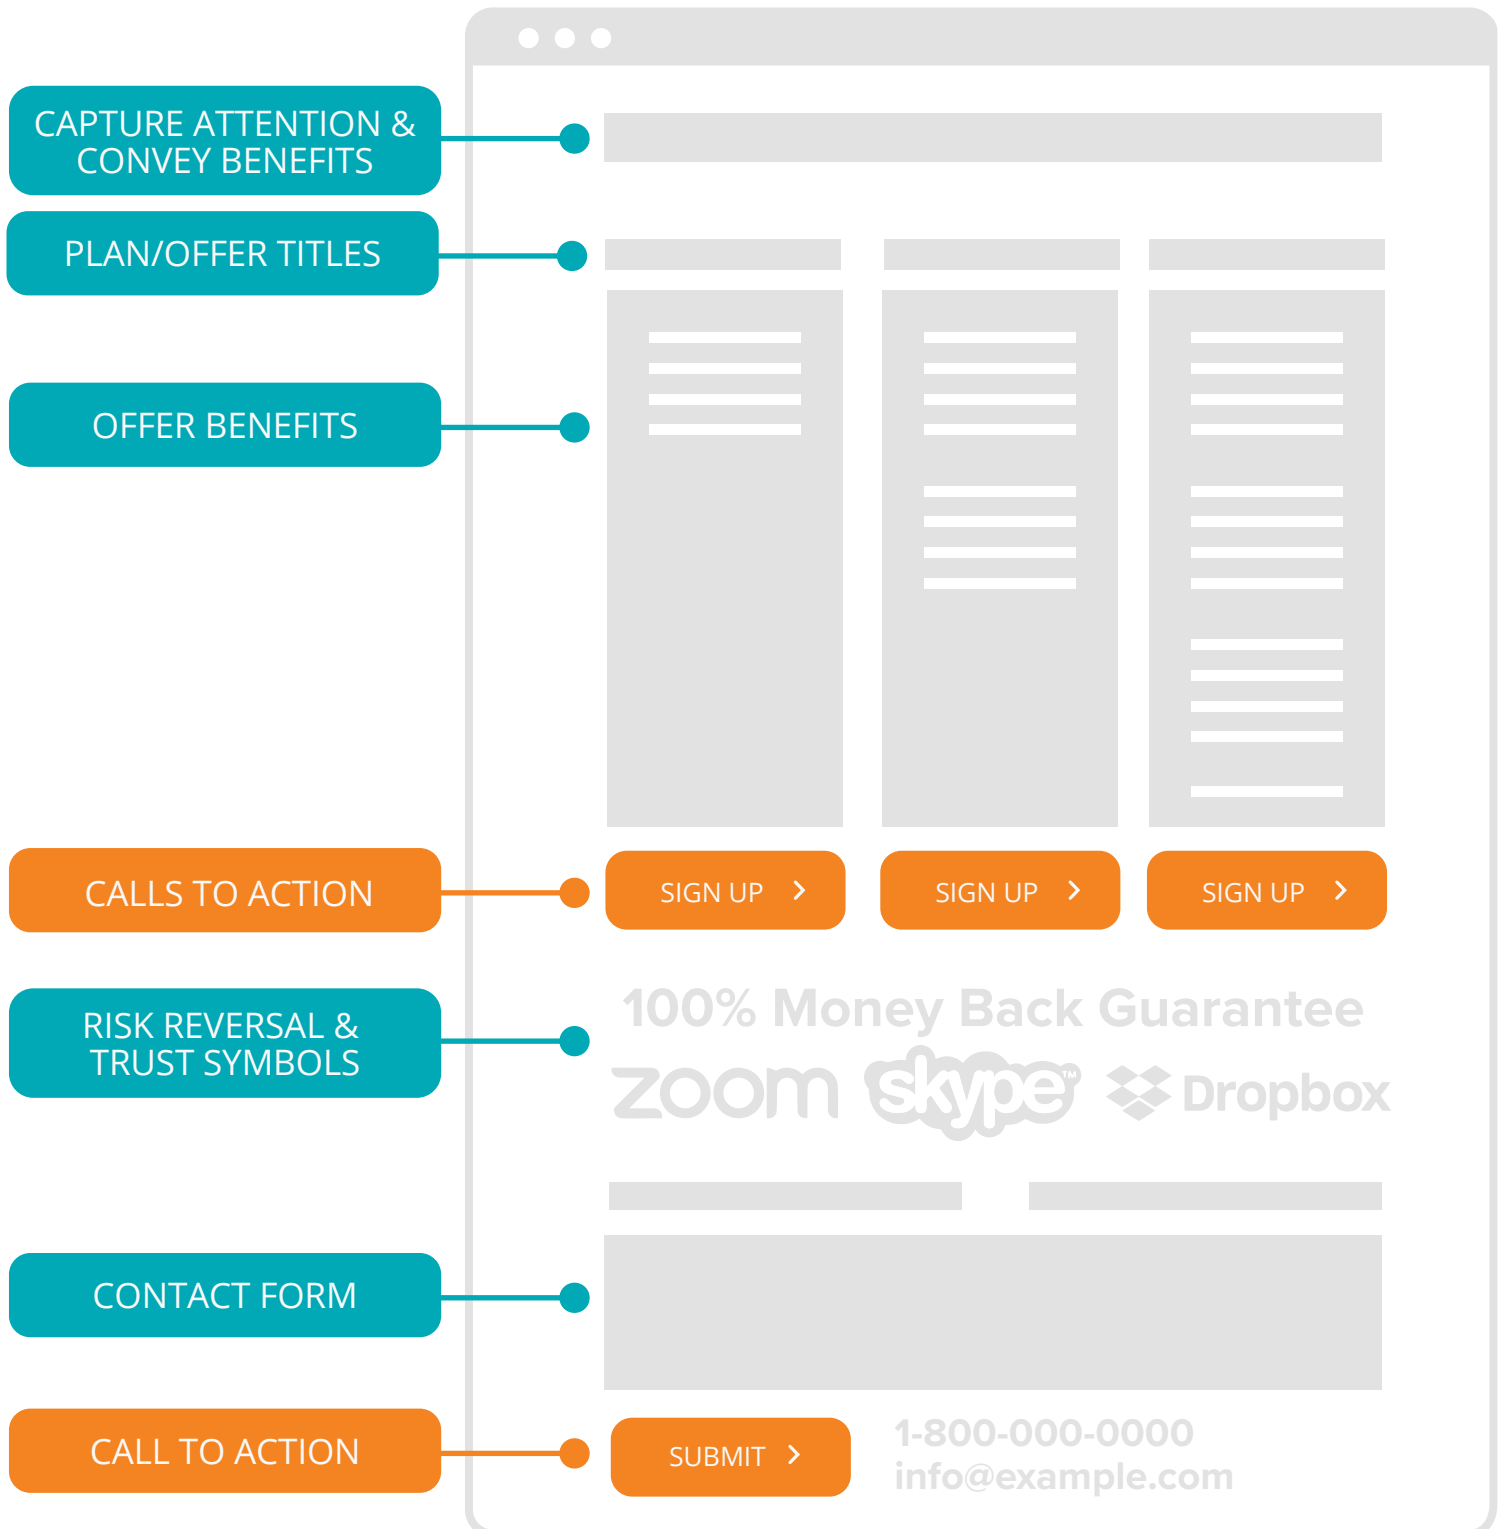 CAPTURE ATTENTION &
CONVEY BENEFITS
PLAN/OFFER TITLES
OFFER BENEFITS
CALLS TO ACTION
SIGN UP
SIGN UP
SIGN UP
RISK REVERSAL &
TRUST SYMBOLS
100% Money Back Guarantee
zoom
skype™
Dropbox
CONTACT FORM
CALL TO ACTION
SUBMIT
1-800-000-0000
info@example.com